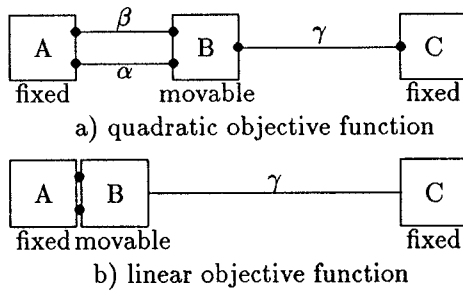 β
A B γ C
α
fixed movable fixed
a) quadratic objective function
A B γ C
fixed movable fixed
b) linear objective function